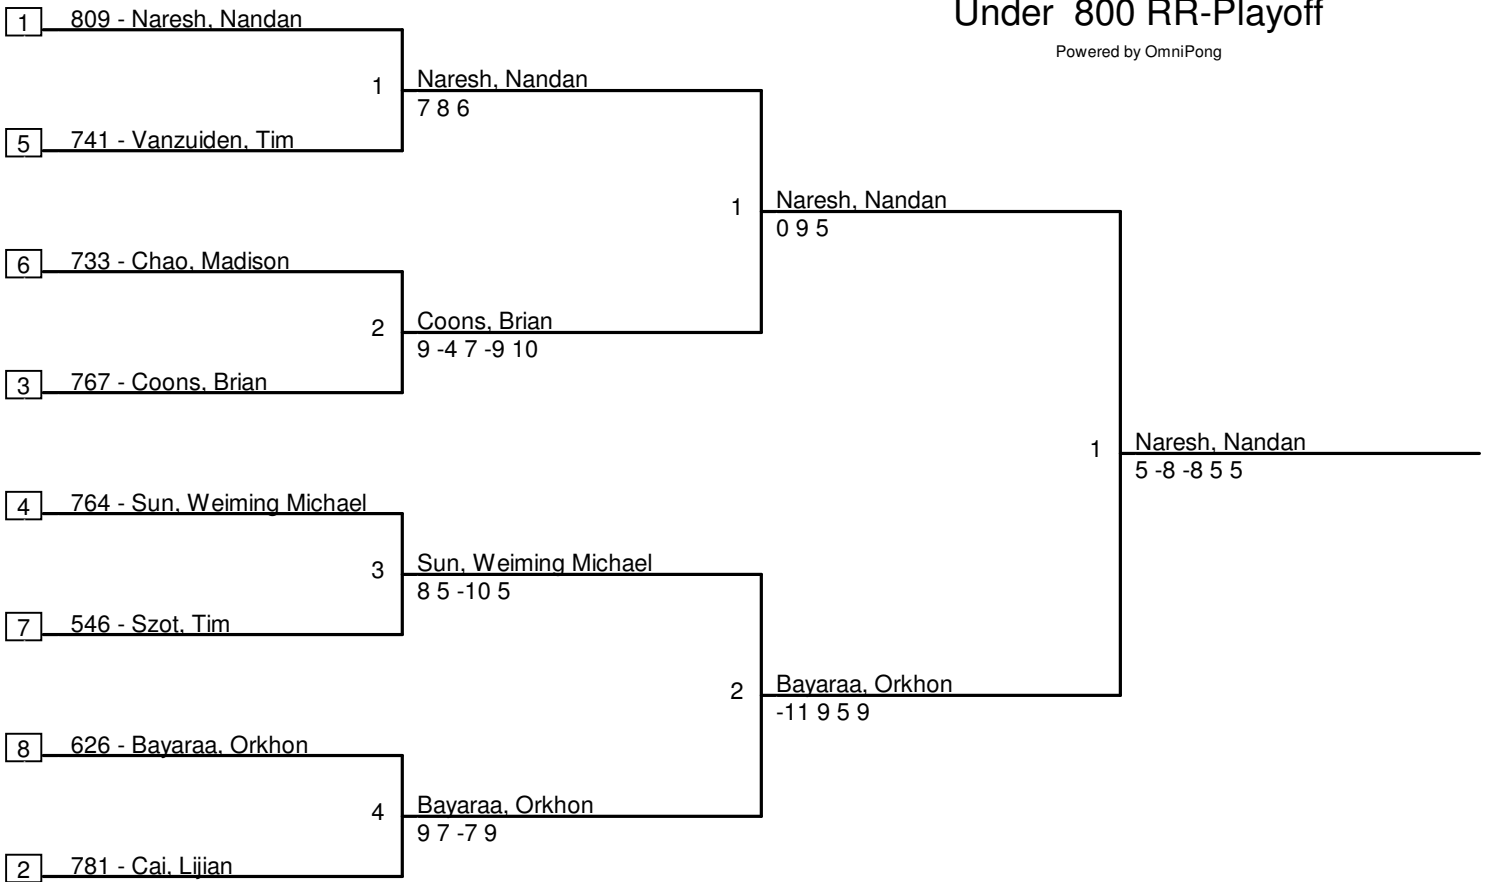 Under 800 RR-Playoff
Powered by OmniPong
1 809 - Naresh, Nandan
1 Naresh, Nandan
7 8 6
5 741 - Vanzuiden, Tim
1 Naresh, Nandan
0 9 5
6 733 - Chao, Madison
2 Coons, Brian
9 -4 7 -9 10
3 767 - Coons, Brian
1 Naresh, Nandan
5 -8 -8 5 5
4 764 - Sun, Weiming Michael
3 Sun, Weiming Michael
8 5 -10 5
7 546 - Szot, Tim
2 Bayaraa, Orkhon
-11 9 5 9
8 626 - Bayaraa, Orkhon
4 Bayaraa, Orkhon
9 7 -7 9
2 781 - Cai, Lijian